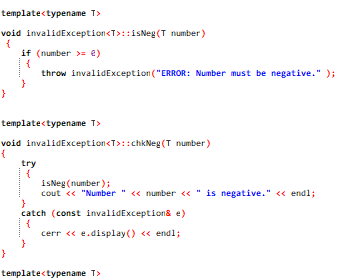 template<typename T>
void invalidException<T>::isNeg(T number)
{
if (number >= 0)
{
throw invalidException("ERROR: Number must be negative." );
}
}
template<typename T>
void invalidException<T>::chkNeg(T number)
{
try
{
isNeg(number);
cout << "Number " << number << " is negative." << endl;
}
catch (const invalidException& e)
{
cerr << e.display() << endl;
}
}
template<typename T>